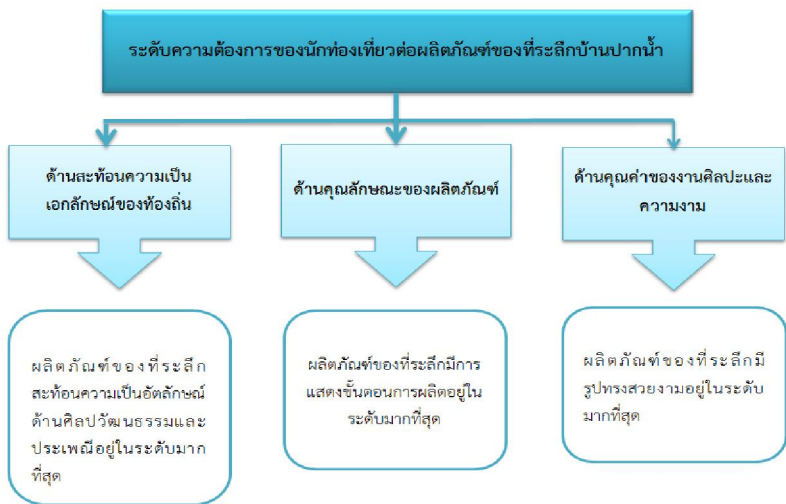 ระดับความต้องการของนักท่องเที่ยวต่อผลิตภัณฑ์ของที่ระลึกบ้านปากน้ำ
ด้านสะท้อนความเป็น
เอกลักษณ์ของท้องถิ่น
ด้านคุณลักษณะของผลิตภัณฑ์
ด้านคุณค่าของงานศิลปะและ
ความงาม
ผลิตภัณฑ์ของที่ระลึก
สะท้อนความเป็นอัตลักษณ์
ด้านศิลปวัฒนธรรมและ
ประเพณีอยู่ในระดับมาก
ที่สุด
ผลิตภัณฑ์ของที่ระลึกมีการ
แสดงขั้นตอนการผลิตอยู่ใน
ระดับมากที่สุด
ผลิตภัณฑ์ของที่ระลึกมี
รูปทรงสวยงามอยู่ในระดับ
มากที่สุด